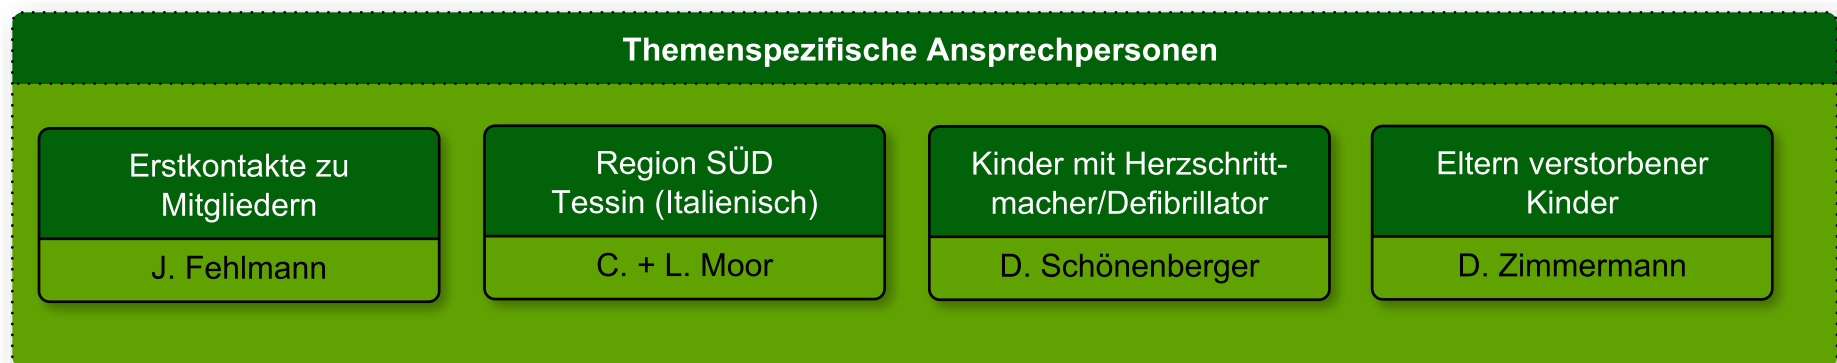 Themenspezifische Ansprechpersonen
Erstkontakte zu
Mitgliedern
J. Fehlmann
Region SÜD
Tessin (Italienisch)
C. + L. Moor
Kinder mit Herzschritt-
macher/Defibrillator
D. Schönenberger
Eltern verstorbener
Kinder
D. Zimmermann